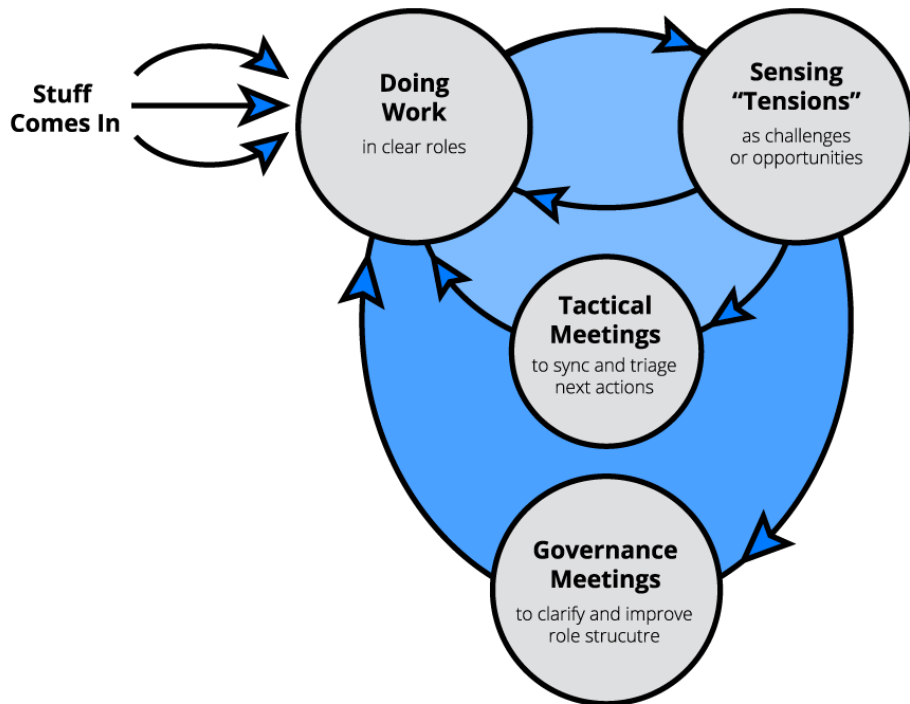 Stuff
Comes In
Doing
Work
in clear roles
Sensing
“Tensions”
as challenges
or opportunities
Tactical
Meetings
to sync and triage
next actions
Governance
Meetings
to clarify and improve
role strucutre